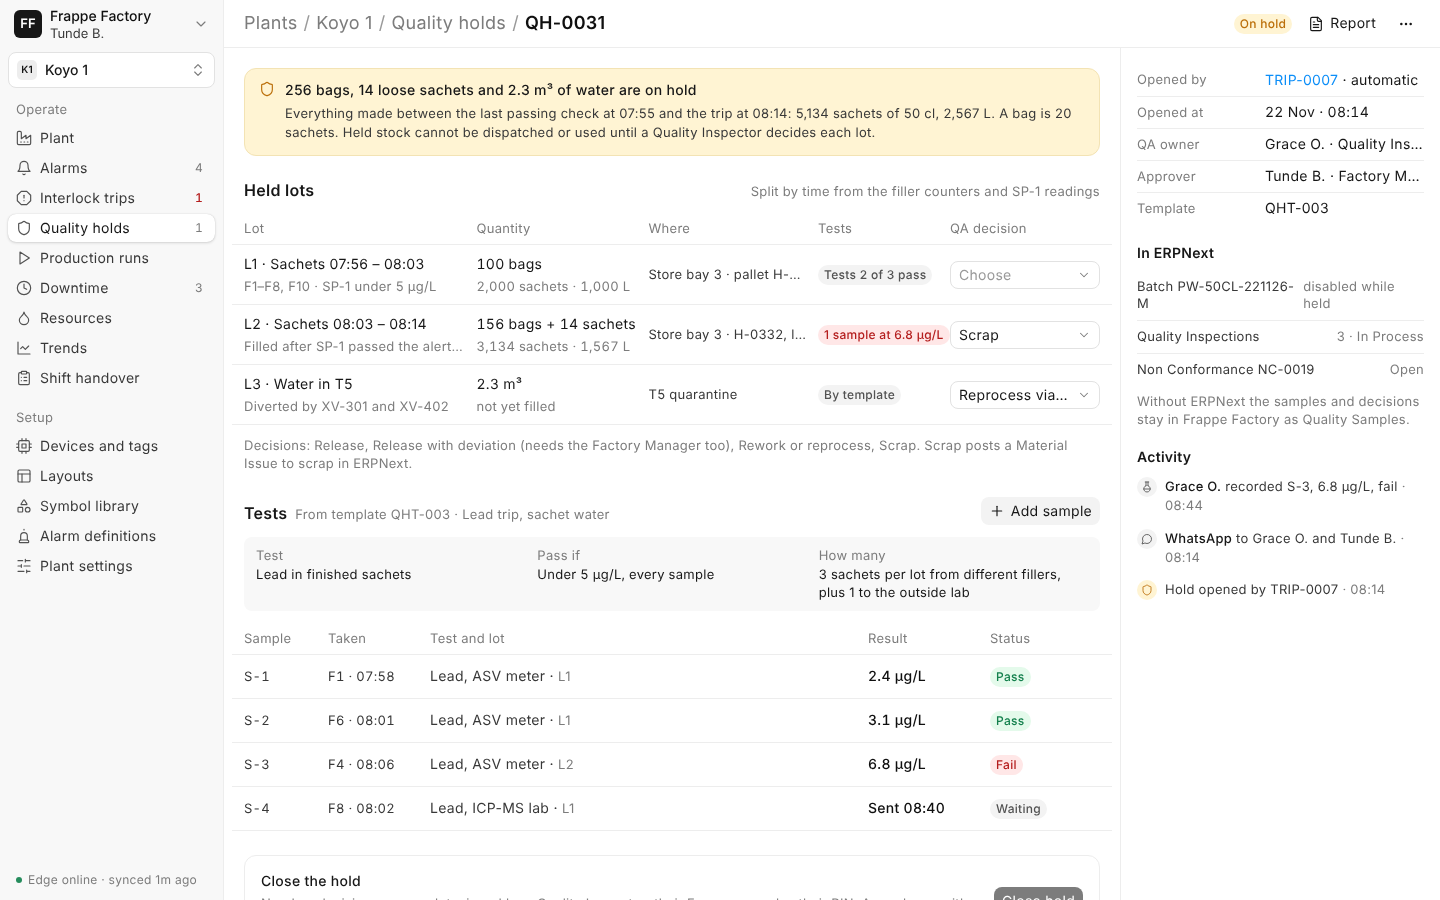 FF
Frappe Factory
Tunde B.
K1 Koyo 1
Operate
Plant
Alarms 4
Interlock trips 1
Quality holds 1
Production runs
Downtime 3
Resources
Trends
Shift handover
Setup
Devices and tags
Layouts
Symbol library
Alarm definitions
Plant settings
Edge online · synced 1m ago
Plants / Koyo 1 / Quality holds / QH-0031
On hold
Report
256 bags, 14 loose sachets and 2.3 m³ of water are on hold
Everything made between the last passing check at 07:55 and the trip at 08:14: 5,134 sachets of 50 cl, 2,567 L. A bag is 20
sachets. Held stock cannot be dispatched or used until a Quality Inspector decides each lot.
Held lots
Split by time from the filler counters and SP-1 readings
Lot Quantity Where Tests QA decision
L1 · Sachets 07:56 – 08:03 100 bags
F1–F8, F10 · SP-1 under 5 µg/L 2,000 sachets · 1,000 L
Store bay 3 · pallet H-... Tests 2 of 3 pass Choose
L2 · Sachets 08:03 – 08:14 156 bags + 14 sachets
Filled after SP-1 passed the alert... 3,134 sachets · 1,567 L
Store bay 3 · H-0332, l... 1 sample at 6.8 µg/L Scrap
L3 · Water in T5 2.3 m³
Diverted by XV-301 and XV-402 not yet filled
T5 quarantine By template Reprocess via...
Decisions: Release, Release with deviation (needs the Factory Manager too), Rework or reprocess, Scrap. Scrap posts a Material
Issue to scrap in ERPNext.
Tests From template QHT-003 · Lead trip, sachet water
Add sample
Test Pass if How many
Lead in finished sachets Under 5 µg/L, every sample 3 sachets per lot from different fillers,
plus 1 to the outside lab
Sample Taken Test and lot Result Status
S-1 F1 · 07:58 Lead, ASV meter · L1 2.4 µg/L Pass
S-2 F6 · 08:01 Lead, ASV meter · L1 3.1 µg/L Pass
S-3 F4 · 08:06 Lead, ASV meter · L2 6.8 µg/L Fail
S-4 F8 · 08:02 Lead, ICP-MS lab · L1 Sent 08:40 Waiting
Close the hold
Opened by TRIP-0007 · automatic
Opened at 22 Nov · 08:14
QA owner Grace O. · Quality Ins...
Approver Tunde B. · Factory M...
Template QHT-003
In ERPNext
Batch PW-50CL-221126-
M
disabled while
held
Quality Inspections 3 · In Process
Non Conformance NC-0019 Open
Without ERPNext the samples and decisions
stay in Frappe Factory as Quality Samples.
Activity
Grace O. recorded S-3, 6.8 µg/L, fail ·
08:44
WhatsApp to Grace O. and Tunde B. ·
08:14
Hold opened by TRIP-0007 · 08:14